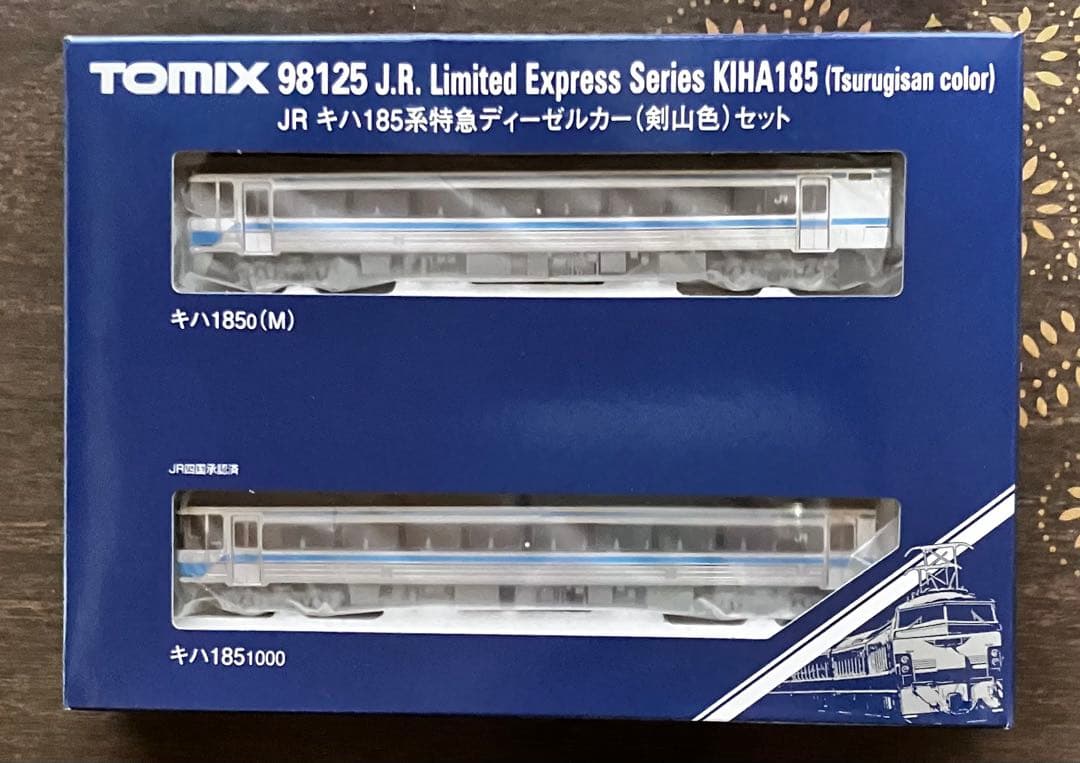 TOMIX 98125 J.R. Limited Express Series KIHA185 (Tsurugisan color)
JR キハ185系特急ディーゼルカー(剣山色)セット
JR
キハ1850(M)
JR四国承認済
キハ1851000